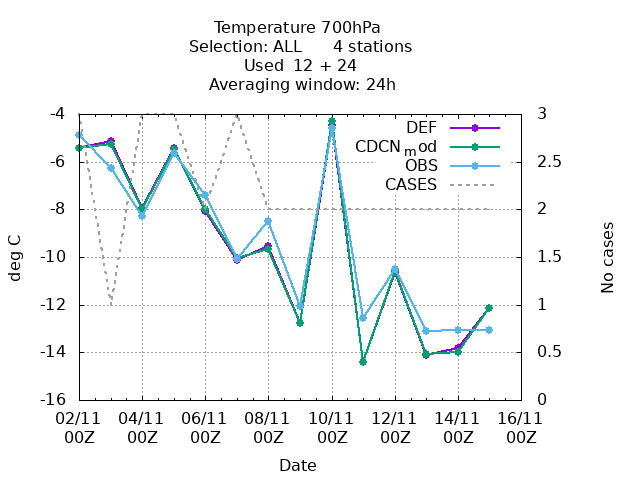 Temperature 700hPa
Selection: ALL 4 stations
Used 12 + 24
Averaging window: 24h
DEF
CDCN_mod
OBS
CASES
-4
-6
-8
-10
-12
-14
-16
deg C
3
2.5
2
1.5
1
0.5
0
No cases
02/11 04/11 06/11 08/11 10/11 12/11 14/11 16/11
00Z 00Z 00Z 00Z 00Z 00Z 00Z 00Z
Date